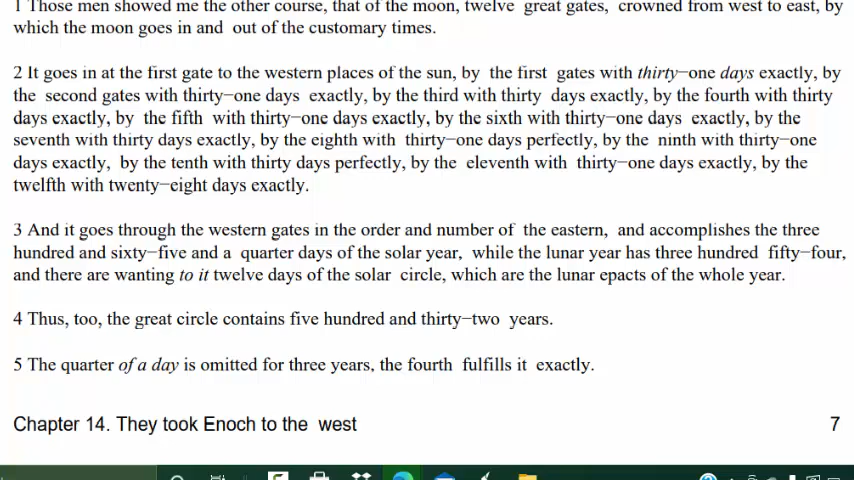 1 Those men showed me the other course, that of the moon, twelve great gates, crowned from west to east, by
which the moon goes in and out of the customary times.
2 It goes in at the first gate to the western places of the sun, by the first gates with thirty−one days exactly, by
the second gates with thirty−one days exactly, by the third with thirty days exactly, by the fourth with thirty
days exactly, by the fifth with thirty−one days exactly, by the sixth with thirty−one days exactly, by the
seventh with thirty days exactly, by the eighth with thirty−one days perfectly, by the ninth with thirty−one
days exactly, by the tenth with thirty days perfectly, by the eleventh with thirty−one days exactly, by the
twelfth with twenty−eight days exactly.
3 And it goes through the western gates in the order and number of the eastern, and accomplishes the three
hundred and sixty−five and a quarter days of the solar year, while the lunar year has three hundred fifty−four,
and there are wanting to it twelve days of the solar circle, which are the lunar epacts of the whole year.
4 Thus, too, the great circle contains five hundred and thirty−two years.
5 The quarter of a day is omitted for three years, the fourth fulfills it exactly.
Chapter 14. They took Enoch to the west 7